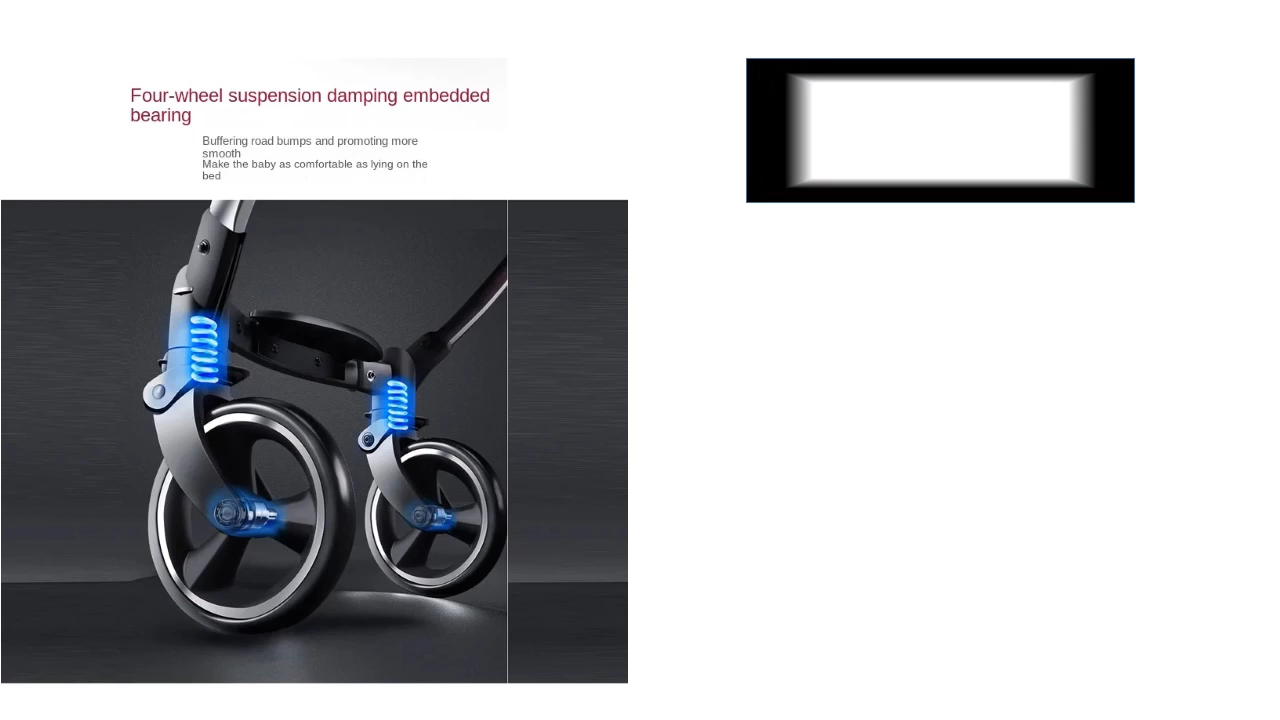 Four-wheel suspension damping embedded
bearing
Buffering road bumps and promoting more
smooth
Make the baby as comfortable as lying on the
bed